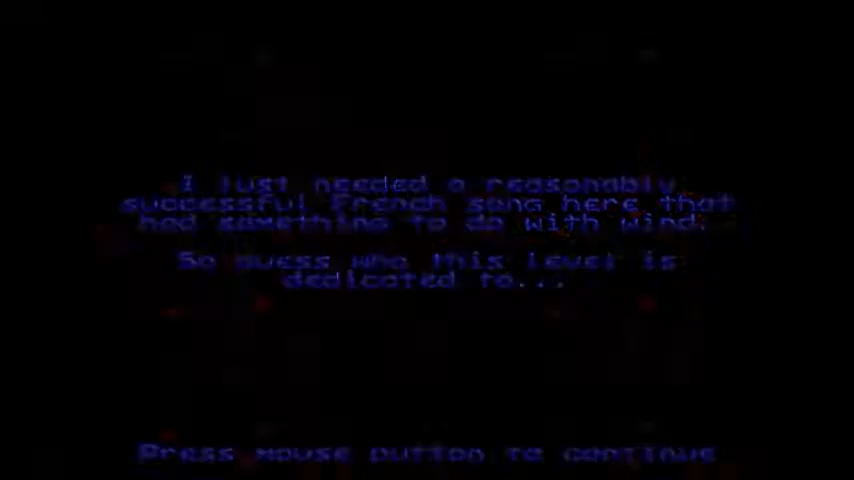 I just needed a reasonably
successful French song here that
had something to do with wind.
So guess who this level is
dedicated to...
Press mouse button to continue